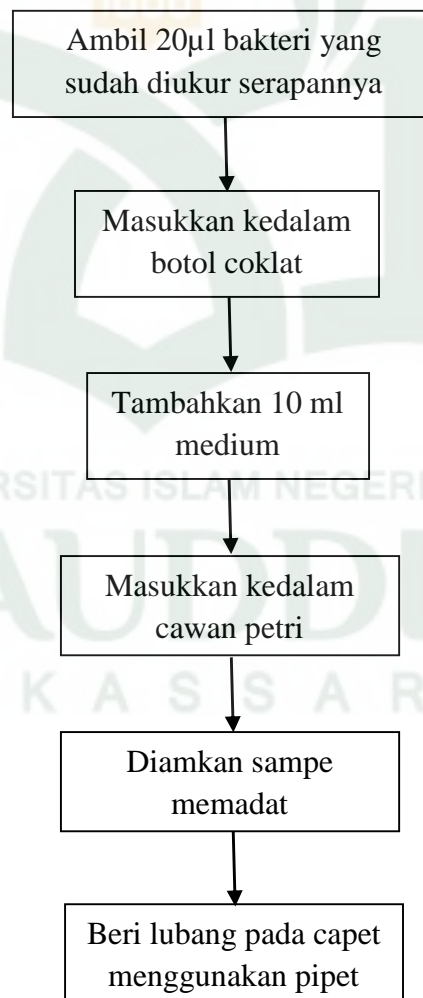 Ambil 20µl bakteri yang
sudah diukur serapannya
Masukkan kedalam
botol coklat
Tambahkan 10 ml
medium
RSITAS ISLAM NEGERI
Masukkan kedalam
cawan petri
AUDDU
K A S S A R
Diamkan sampe
memadat
Beri lubang pada capet
menggunakan pipet